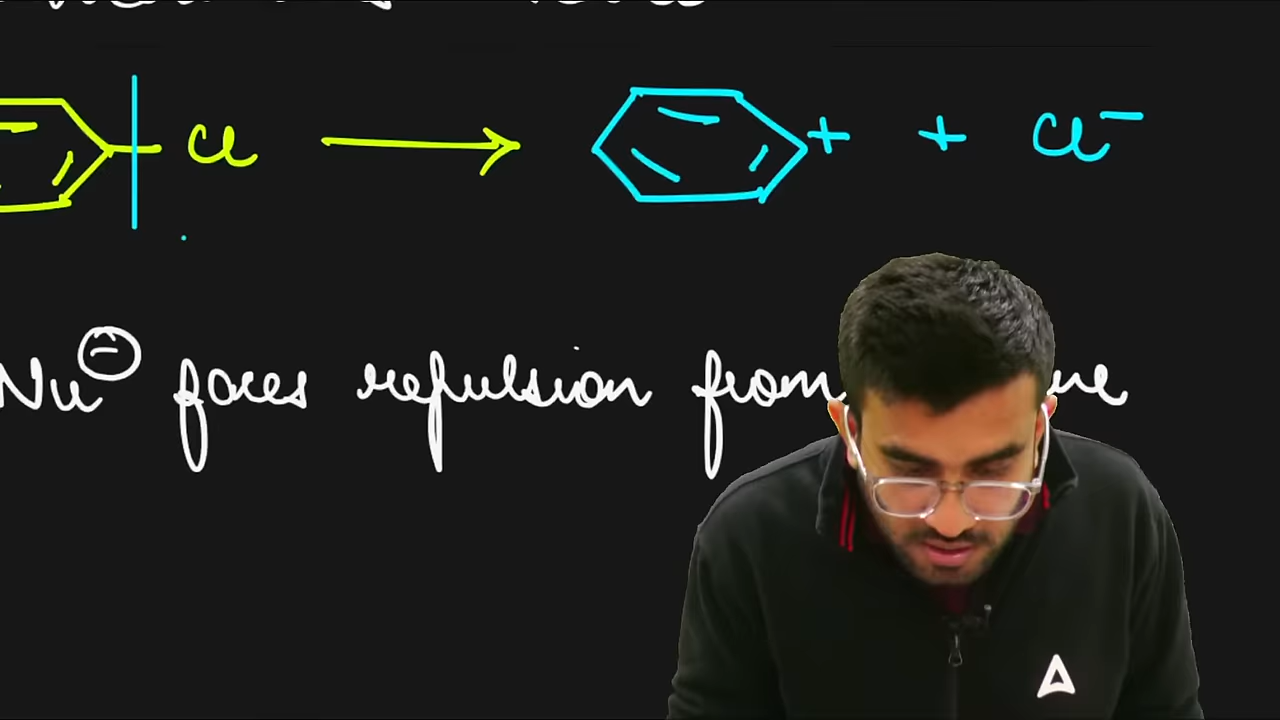 Cl + Cl⁻
Nu⊖ faces repulsion from